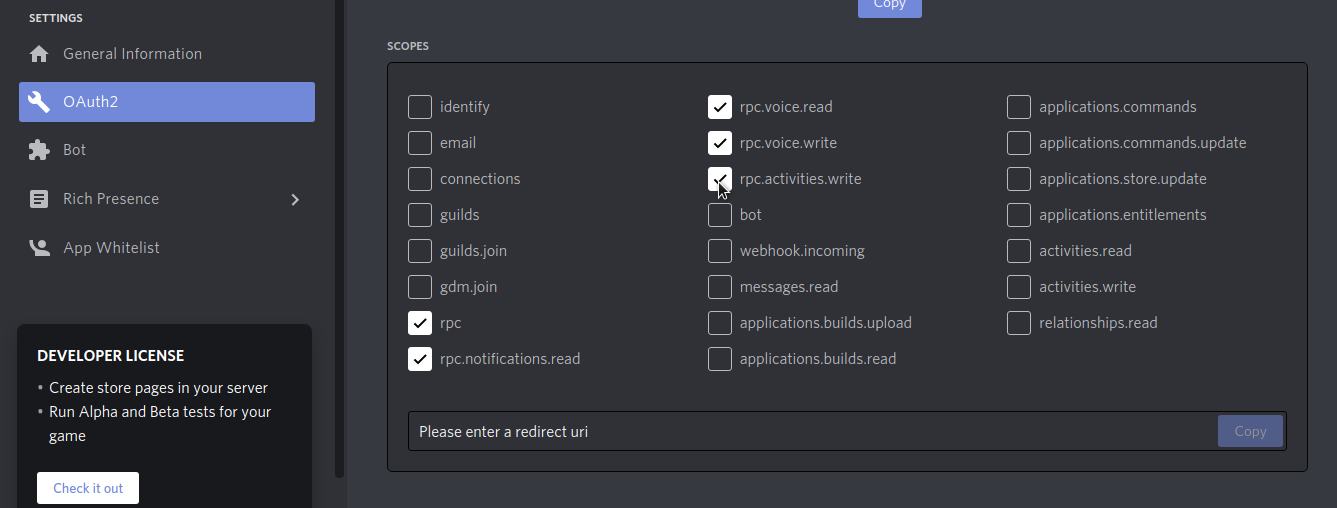 SETTINGS
General Information
OAuth2
Bot
Rich Presence
App Whitelist
DEVELOPER LICENSE
• Create store pages in your server
• Run Alpha and Beta tests for your
game
Check it out
Copy
SCOPES
identify
email
connections
guilds
guilds.join
gdm.join
rpc
rpc.notifications.read
rpc.voice.read
rpc.voice.write
rpc.activities.write
bot
webhook.incoming
messages.read
applications.builds.upload
applications.builds.read
applications.commands
applications.commands.update
applications.store.update
applications.entitlements
activities.read
activities.write
relationships.read
Please enter a redirect uri
Copy